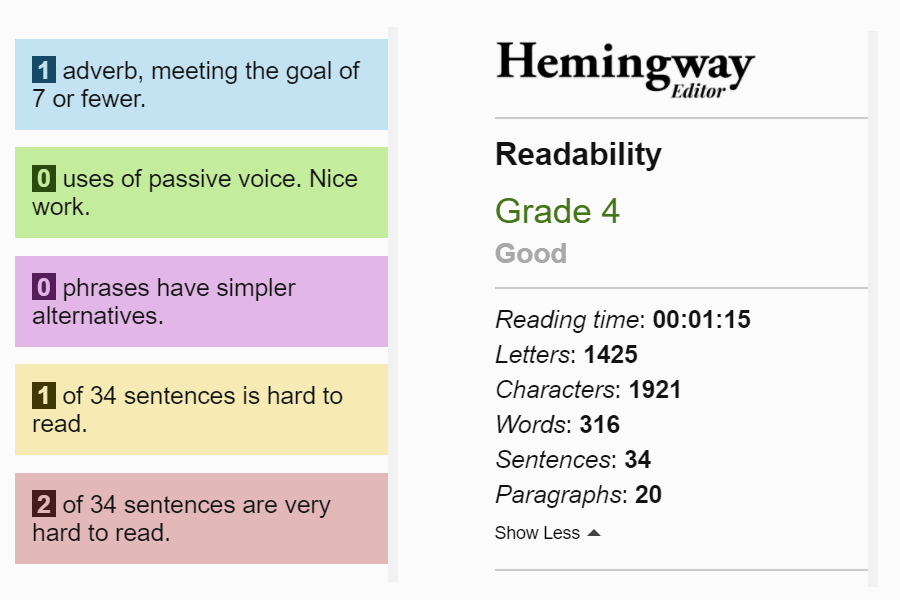 1 adverb, meeting the goal of
7 or fewer.
0 uses of passive voice. Nice
work.
0 phrases have simpler
alternatives.
1 of 34 sentences is hard to
read.
2 of 34 sentences are very
hard to read.
Hemingway
Editor
Readability
Grade 4
Good
Reading time: 00:01:15
Letters: 1425
Characters: 1921
Words: 316
Sentences: 34
Paragraphs: 20
Show Less